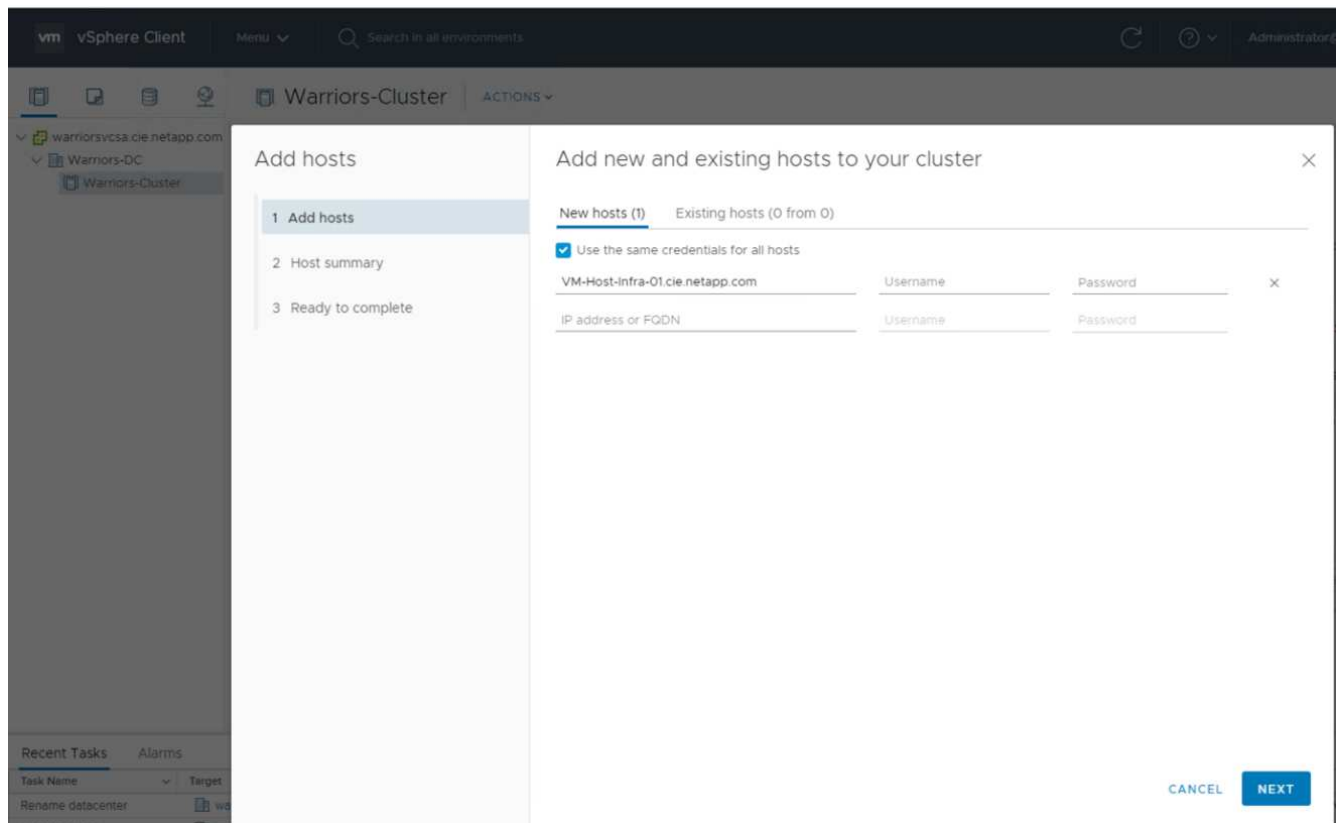 vm vSphere Client Menu Search in all environments Administrator@
Warriors-Cluster ACTIONS
warriorsvcsa.cie.netapp.com
Warriors-DC
Warriors-Cluster
Add hosts
1 Add hosts
2 Host summary
3 Ready to complete
Add new and existing hosts to your cluster
New hosts (1) Existing hosts (0 from 0)
Use the same credentials for all hosts
VM-Host-Infra-01.cie.netapp.com Username Password
IP address or FQDN Username Password
Recent Tasks Alarms
Task Name Target
Rename datacenter wa
CANCEL NEXT